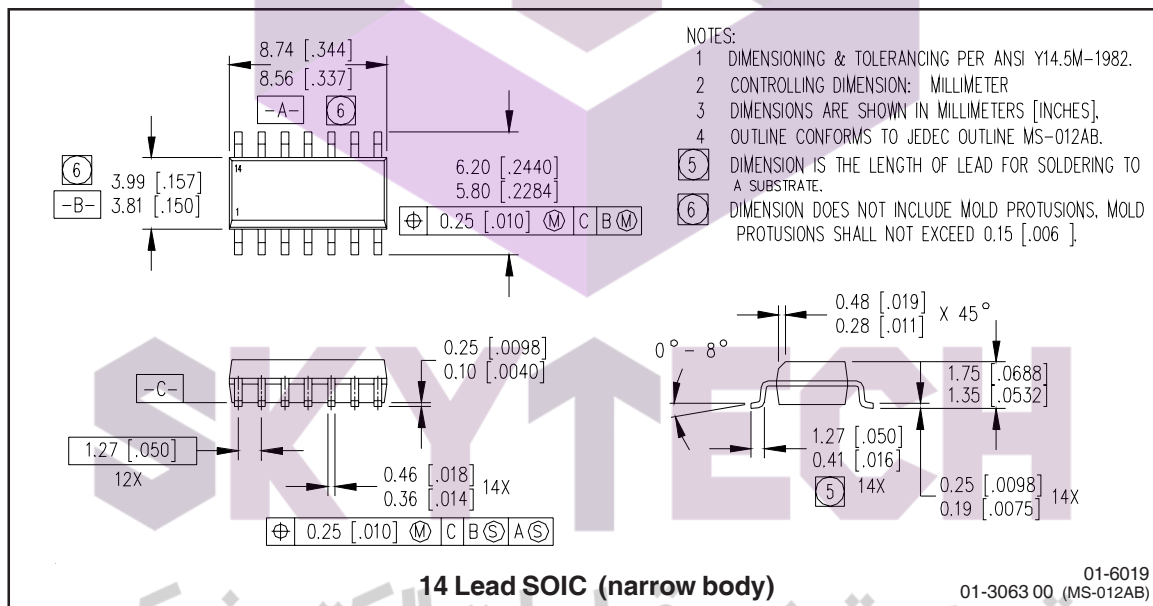 8.74 [.344]
8.56 [.337]
-A- 6
6
3.99 [.157]
3.81 [.150]
-B-
14
1
6.20 [.2440]
5.80 [.2284]
⌖ 0.25 [.010] Ⓜ C B Ⓜ
NOTES:
1 DIMENSIONING & TOLERANCING PER ANSI Y14.5M-1982.
2 CONTROLLING DIMENSION: MILLIMETER
3 DIMENSIONS ARE SHOWN IN MILLIMETERS [INCHES].
4 OUTLINE CONFORMS TO JEDEC OUTLINE MS-012AB.
5 DIMENSION IS THE LENGTH OF LEAD FOR SOLDERING TO
A SUBSTRATE.
6 DIMENSION DOES NOT INCLUDE MOLD PROTUSIONS, MOLD
PROTUSIONS SHALL NOT EXCEED 0.15 [.006 ].
-C-
0.25 [.0098]
0.10 [.0040]
1.27 [.050]
12X
0.46 [.018]
0.36 [.014] 14X
⌖ 0.25 [.010] Ⓜ C B Ⓢ A Ⓢ
0.48 [.019]
0.28 [.011] X 45°
0°- 8°
1.75 [.0688]
1.35 [.0532]
1.27 [.050]
0.41 [.016]
5 14X
0.25 [.0098]
0.19 [.0075] 14X
SKYTECH
14 Lead SOIC (narrow body)
01-6019
01-3063 00 (MS-012AB)